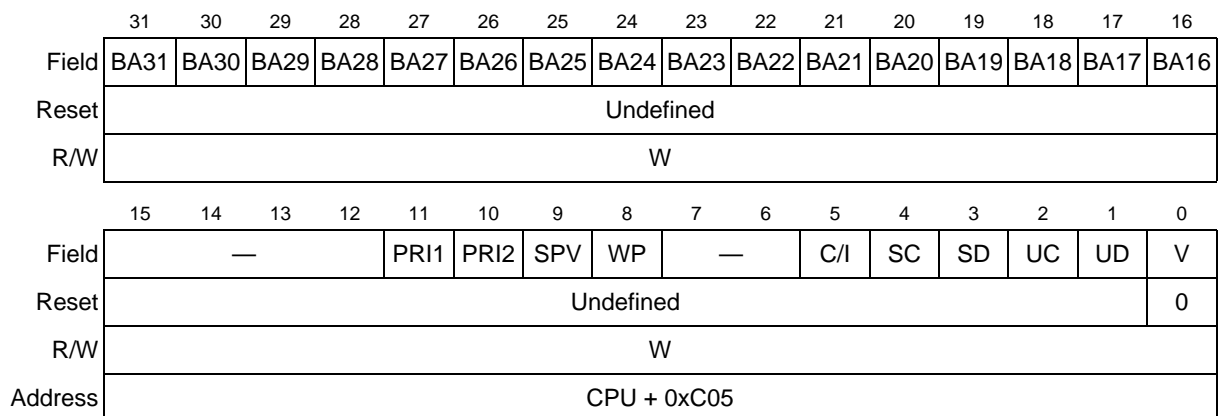 31 30 29 28 27 26 25 24 23 22 21 20 19 18 17 16
Field BA31 BA30 BA29 BA28 BA27 BA26 BA25 BA24 BA23 BA22 BA21 BA20 BA19 BA18 BA17 BA16
Reset Undefined
R/W W
15 14 13 12 11 10 9 8 7 6 5 4 3 2 1 0
Field — PRI1 PRI2 SPV WP — C/I SC SD UC UD V
Reset Undefined 0
R/W W
Address CPU + 0xC05